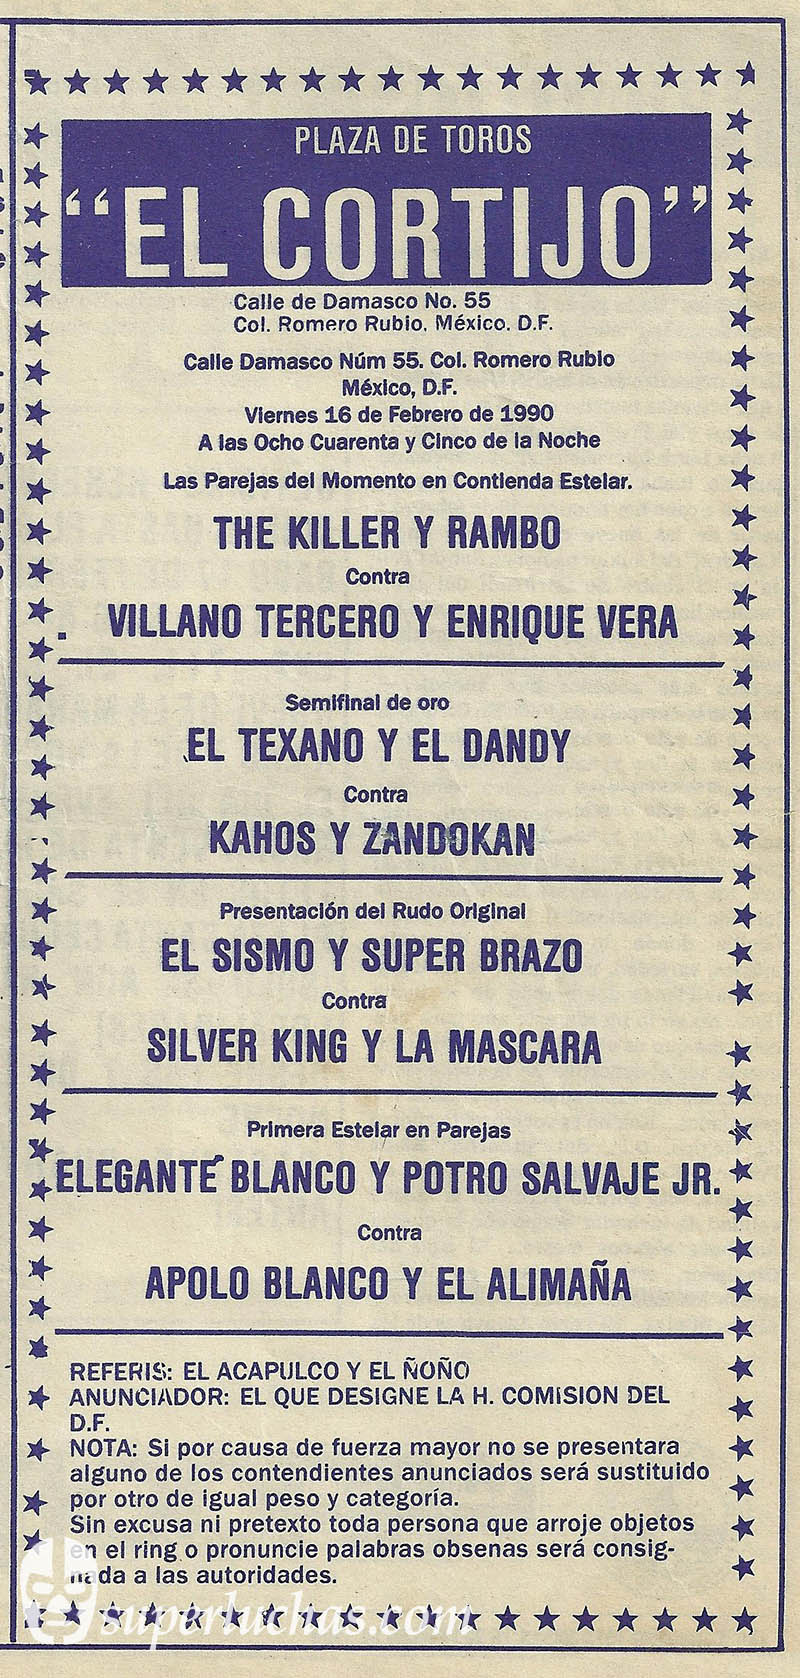 PLAZA DE TOROS
"EL CORTIJO"
Calle de Damasco No. 55
Col. Romero Rubio. México. D.F.
Calle Damasco Núm 55. Col. Romero Rubio
México, D.F.
Viernes 16 de Febrero de 1990
A las Ocho Cuarenta y Cinco de la Noche
Las Parejas del Momento en Contienda Estelar.
THE KILLER Y RAMBO
Contra
VILLANO TERCERO Y ENRIQUE VERA
Semifinal de oro
EL TEXANO Y EL DANDY
Contra
KAHOS Y ZANDOKAN
Presentación del Rudo Original
EL SISMO Y SUPER BRAZO
Contra
SILVER KING Y LA MASCARA
Primera Estelar en Parejas
ELEGANTE BLANCO Y POTRO SALVAJE JR.
Contra
APOLO BLANCO Y EL ALIMAÑA
REFERIS: EL ACAPULCO Y EL ÑOÑO
ANUNCIADOR: EL QUE DESIGNE LA H. COMISION DEL
D.F.
NOTA: Si por causa de fuerza mayor no se presentara
alguno de los contendientes anunciados será sustituido
por otro de igual peso y categoría.
Sin excusa ni pretexto toda persona que arroje objetos
en el ring o pronuncie palabras obsenas será consig-
nada a las autoridades.
superluchas.com